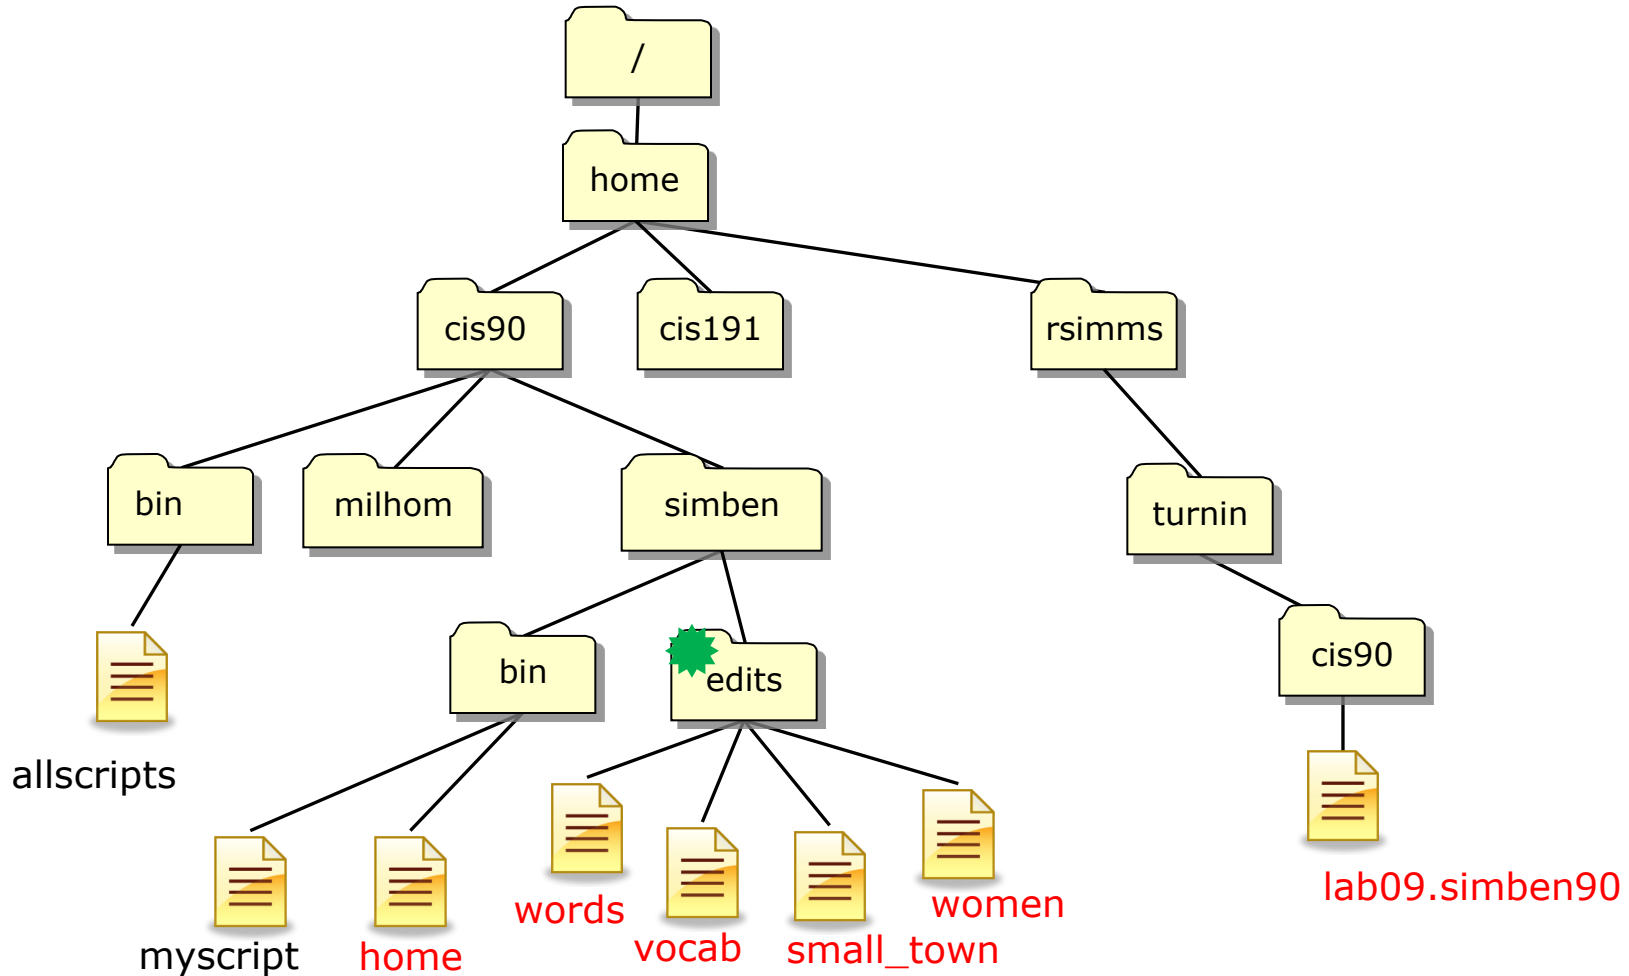 /
home
cis90
cis191
rsimms
bin
milhom
simben
turnin
bin
edits
cis90
allscripts
myscript
home
words
vocab
small_town
women
lab09.simben90